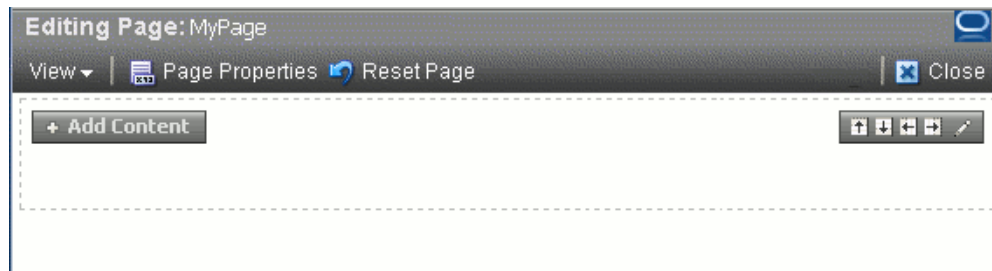 Editing Page: MyPage
View Page Properties Reset Page Close
+ Add Content